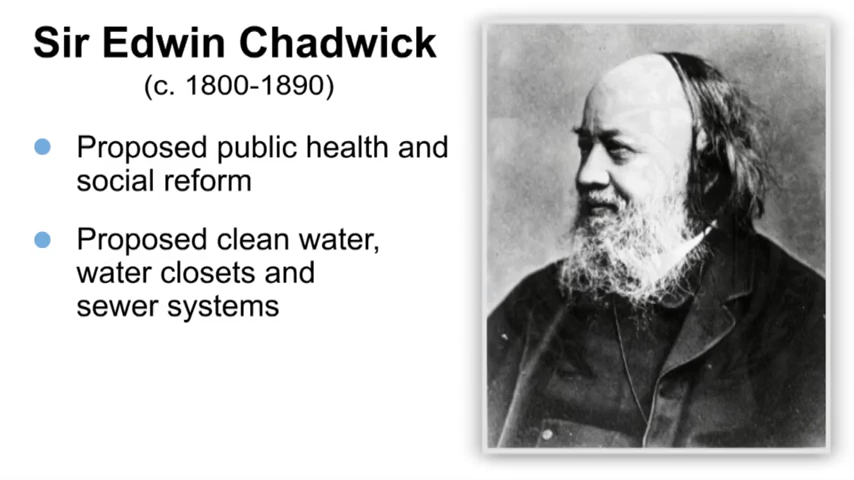 Sir Edwin Chadwick
(c. 1800-1890)
Proposed public health and
social reform
Proposed clean water,
water closets and
sewer systems